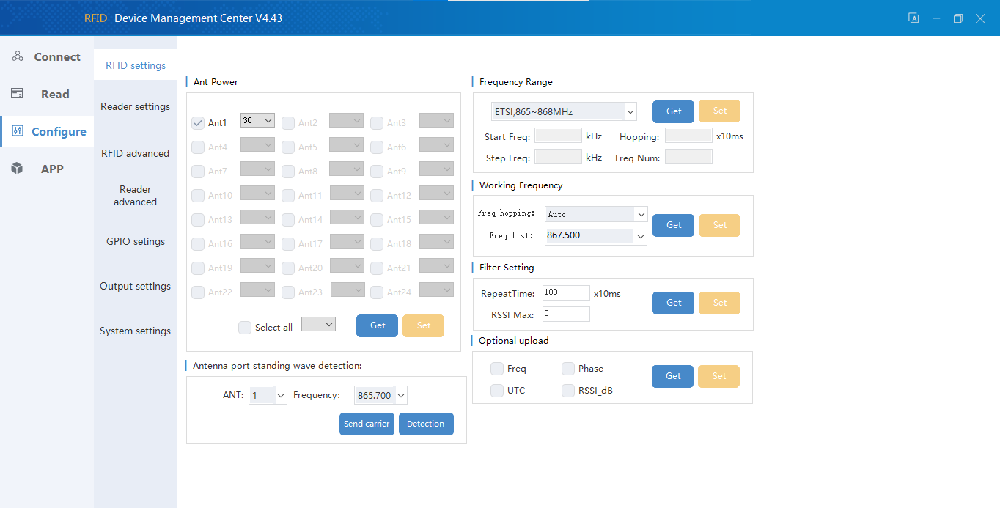 RFID Device Management Center V4.43
Connect
Read
Configure
APP
RFID settings
Reader settings
RFID advanced
Reader
advanced
GPIO setings
Output settings
System settings
Ant Power
Ant1 30 Ant2 Ant3
Ant4 Ant5 Ant6
Ant7 Ant8 Ant9
Ant10 Ant11 Ant12
Ant13 Ant14 Ant15
Ant16 Ant17 Ant18
Ant19 Ant20 Ant21
Ant22 Ant23 Ant24
Select all Get Set
Antenna port standing wave detection:
ANT: 1 Frequency: 865.700
Send carrier Detection
Frequency Range
ETSI,865~868MHz Get Set
Start Freq: kHz Hopping: x10ms
Step Freq: kHz Freq Num:
Working Frequency
Freq hopping: Auto
Freq list: 867.500
Get Set
Filter Setting
RepeatTime: 100 x10ms
RSSI Max: 0
Get Set
Optional upload
Freq Phase
UTC RSSI_dB
Get Set